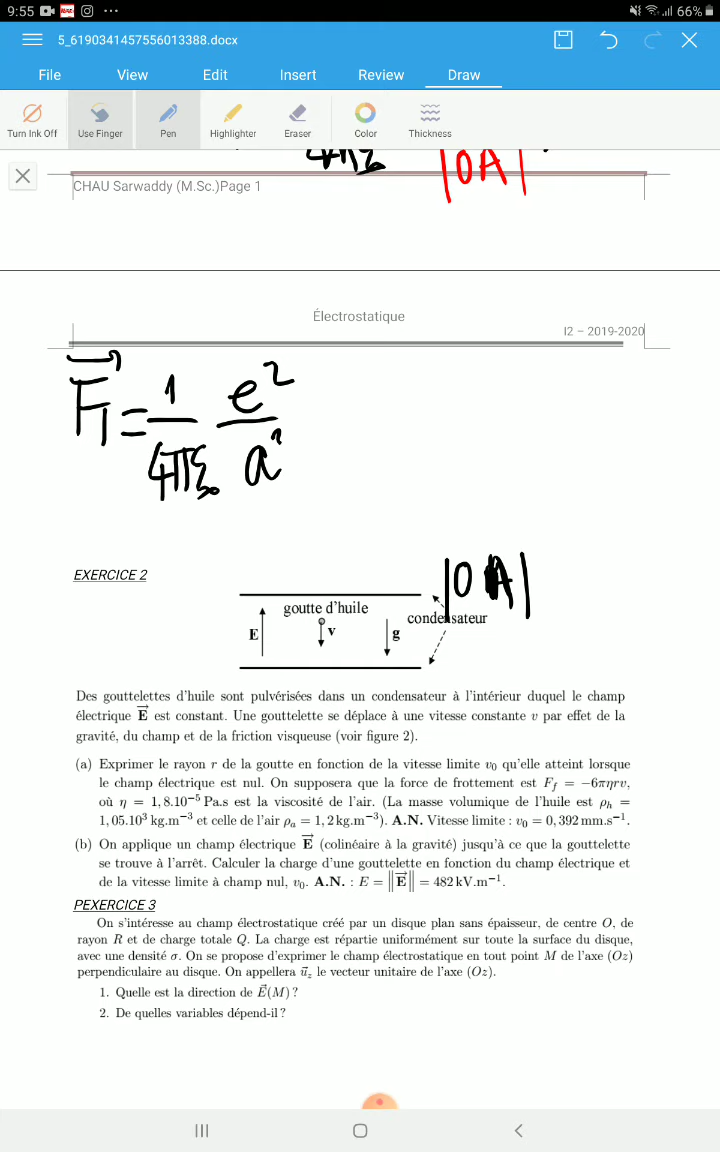 9:55 66%
5_6190341457556013388.docx
File View Edit Insert Review Draw
Turn Ink Off Use Finger Pen Highlighter Eraser Color Thickness
4πξ |OA|
CHAU Sarwaddy (M.Sc.)Page 1
Électrostatique
I2 – 2019-2020
F₁ = 1/4πξ₀ e²/a²
EXERCICE 2
|OA|
goutte d'huile
condensateur
E v g
Des gouttelettes d'huile sont pulvérisées dans un condensateur à l'intérieur duquel le champ
électrique E⃗ est constant. Une gouttelette se déplace à une vitesse constante v par effet de la
gravité, du champ et de la friction visqueuse (voir figure 2).
(a) Exprimer le rayon r de la goutte en fonction de la vitesse limite v₀ qu'elle atteint lorsque
le champ électrique est nul. On supposera que la force de frottement est F_f = −6πηrv,
où η = 1,8.10⁻⁵ Pa.s est la viscosité de l'air. (La masse volumique de l'huile est ρ_h =
1,05.10³ kg.m⁻³ et celle de l'air ρ_a = 1,2 kg.m⁻³). A.N. Vitesse limite : v₀ = 0,392 mm.s⁻¹.
(b) On applique un champ électrique E⃗ (colinéaire à la gravité) jusqu'à ce que la gouttelette
se trouve à l'arrêt. Calculer la charge d'une gouttelette en fonction du champ électrique et
de la vitesse limite à champ nul, v₀. A.N. : E = ||E⃗|| = 482 kV.m⁻¹.
PEXERCICE 3
On s'intéresse au champ électrostatique créé par un disque plan sans épaisseur, de centre O, de
rayon R et de charge totale Q. La charge est répartie uniformément sur toute la surface du disque,
avec une densité σ. On se propose d'exprimer le champ électrostatique en tout point M de l'axe (Oz)
perpendiculaire au disque. On appellera u⃗_z le vecteur unitaire de l'axe (Oz).
1. Quelle est la direction de E⃗(M) ?
2. De quelles variables dépend-il ?